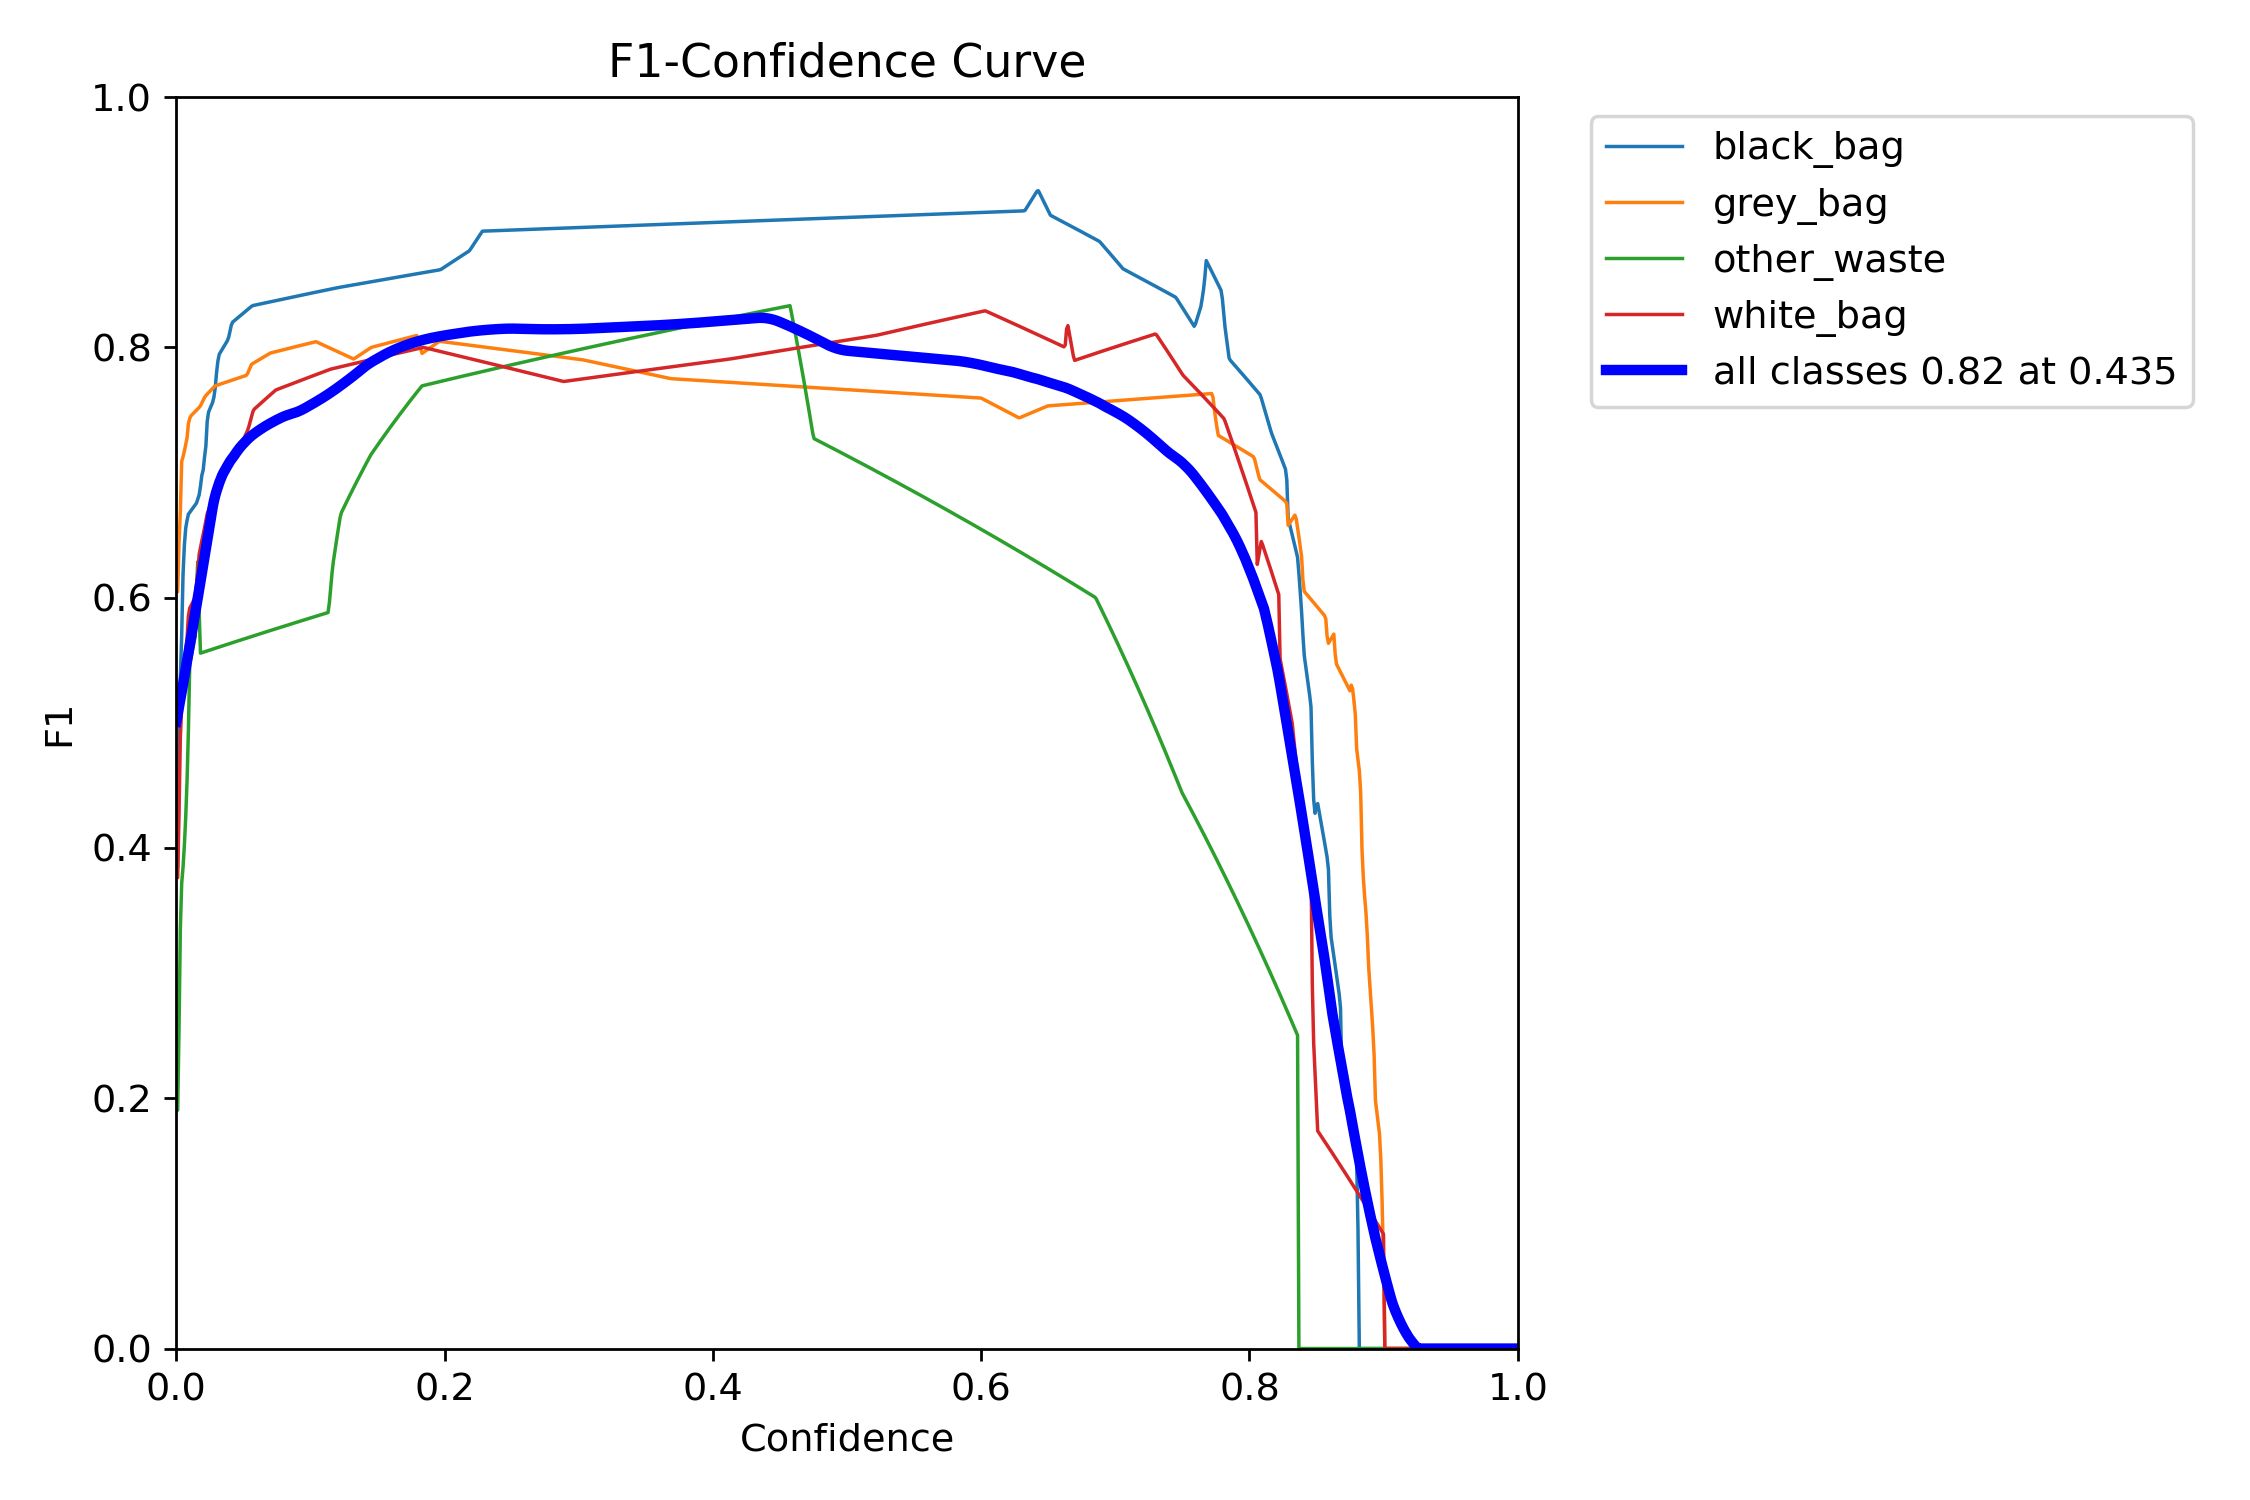 F1-Confidence Curve
1.0
0.8
0.6
0.4
0.2
0.0
F1
0.0 0.2 0.4 0.6 0.8 1.0
Confidence
black_bag
grey_bag
other_waste
white_bag
all classes 0.82 at 0.435